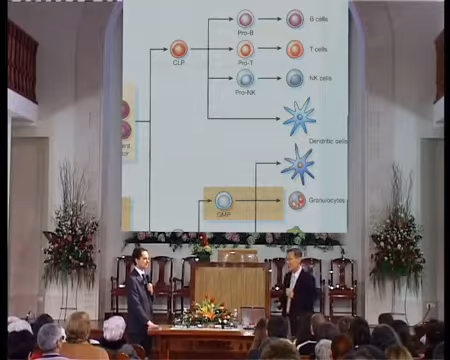 Pro-B
B cells
CLP
Pro-T
T cells
Pro-NK
NK cells
Dendritic cells
GMP
Granulocytes